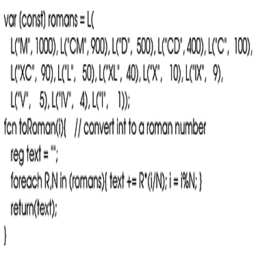 var (const) romans = L(
L("M", 1000), L("CM", 900), L("D", 500), L("CD", 400), L("C", 100),
L("XC", 90), L("L", 50), L("XL", 40), L("X", 10), L("IX", 9),
L("V", 5), L("IV", 4), L("I", 1));
fcn toRoman(i){ // convert int to a roman number
reg text = "";
foreach R,N in (romans){ text += R*(i/N); i = i%N; }
return(text);
}